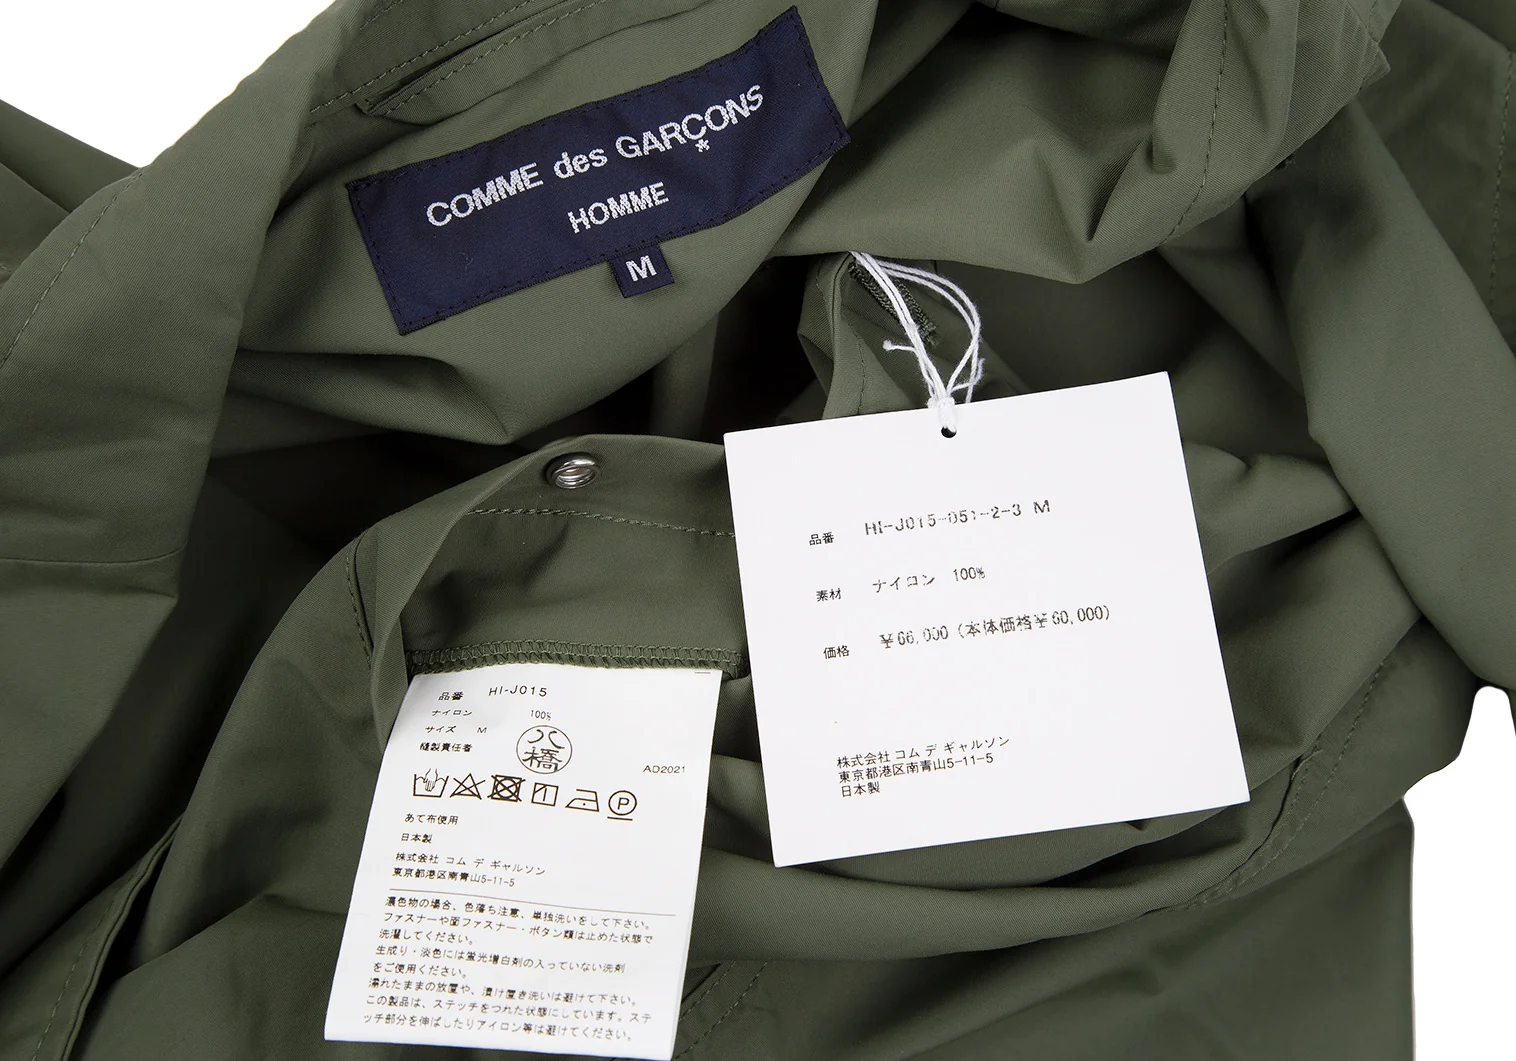 COMME des GARÇONS
*
HOMME
M
品番 HI-J015-051-2-3 M
素材 ナイロン 100%
価格 ¥66,000 (本体価格¥60,000)
株式会社 コム デ ギャルソン
東京都港区南青山5-11-5
日本製
品番 HI-J015
ナイロン 100%
サイズ M
縫製責任者 八橋
AD2021
P
あて布使用
日本製
株式会社 コム デ ギャルソン
東京都港区南青山5-11-5
濃色物の場合、色落ち注意、単独洗いをして下さい。
ファスナーや面ファスナー・ボタン類は止めた状態で
洗濯してください。
生成り・淡色には蛍光増白剤の入っていない洗剤
をご使用ください。
濡れたままの放置や、漬け置き洗いは避けて下さい。
この製品は、ステッチをつれた状態にしています。ステ
ッチ部分を伸ばしたりアイロン等は避けてください。